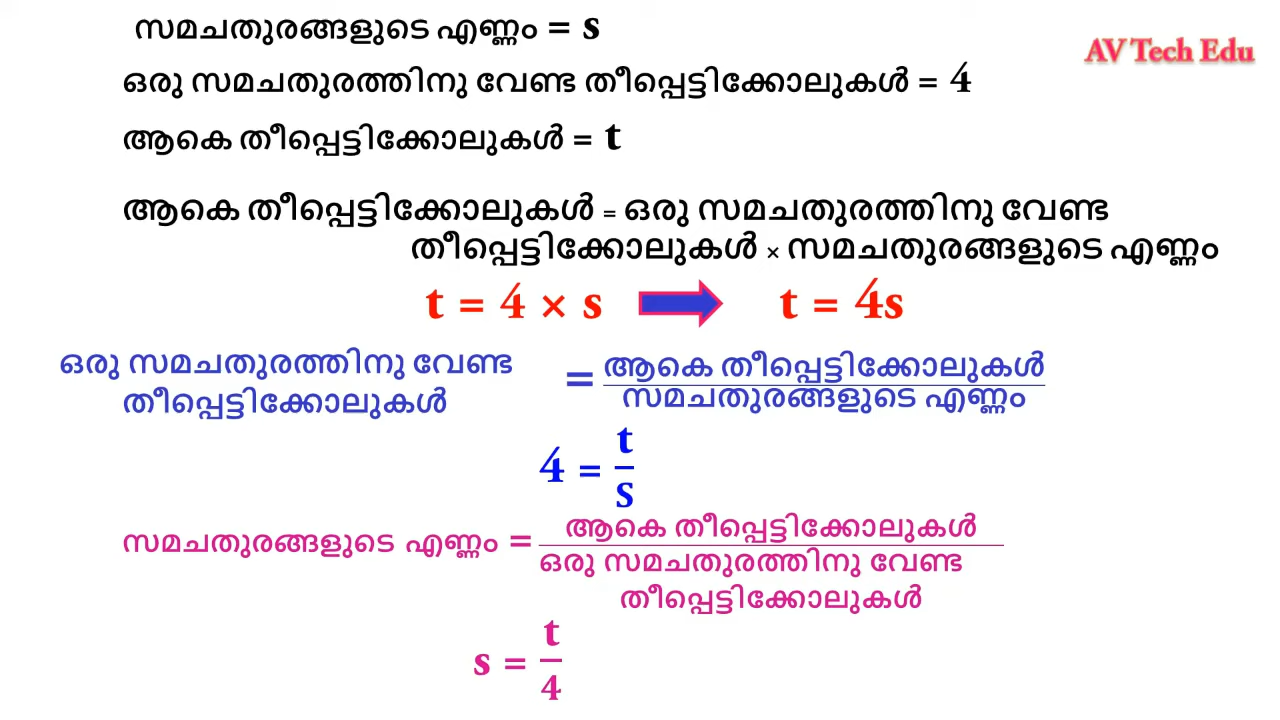 സമചതുരങ്ങളുടെ എണ്ണം = s
AV Tech Edu
ഒരു സമചതുരത്തിനു വേണ്ട തീപ്പെട്ടിക്കോലുകൾ = 4
ആകെ തീപ്പെട്ടിക്കോലുകൾ = t
ആകെ തീപ്പെട്ടിക്കോലുകൾ = ഒരു സമചതുരത്തിനു വേണ്ട
തീപ്പെട്ടിക്കോലുകൾ × സമചതുരങ്ങളുടെ എണ്ണം
t = 4 × s t = 4s
ഒരു സമചതുരത്തിനു വേണ്ട
തീപ്പെട്ടിക്കോലുകൾ
=
ആകെ തീപ്പെട്ടിക്കോലുകൾ
സമചതുരങ്ങളുടെ എണ്ണം
4 = t
s
സമചതുരങ്ങളുടെ എണ്ണം =
ആകെ തീപ്പെട്ടിക്കോലുകൾ
ഒരു സമചതുരത്തിനു വേണ്ട
തീപ്പെട്ടിക്കോലുകൾ
s = t
4